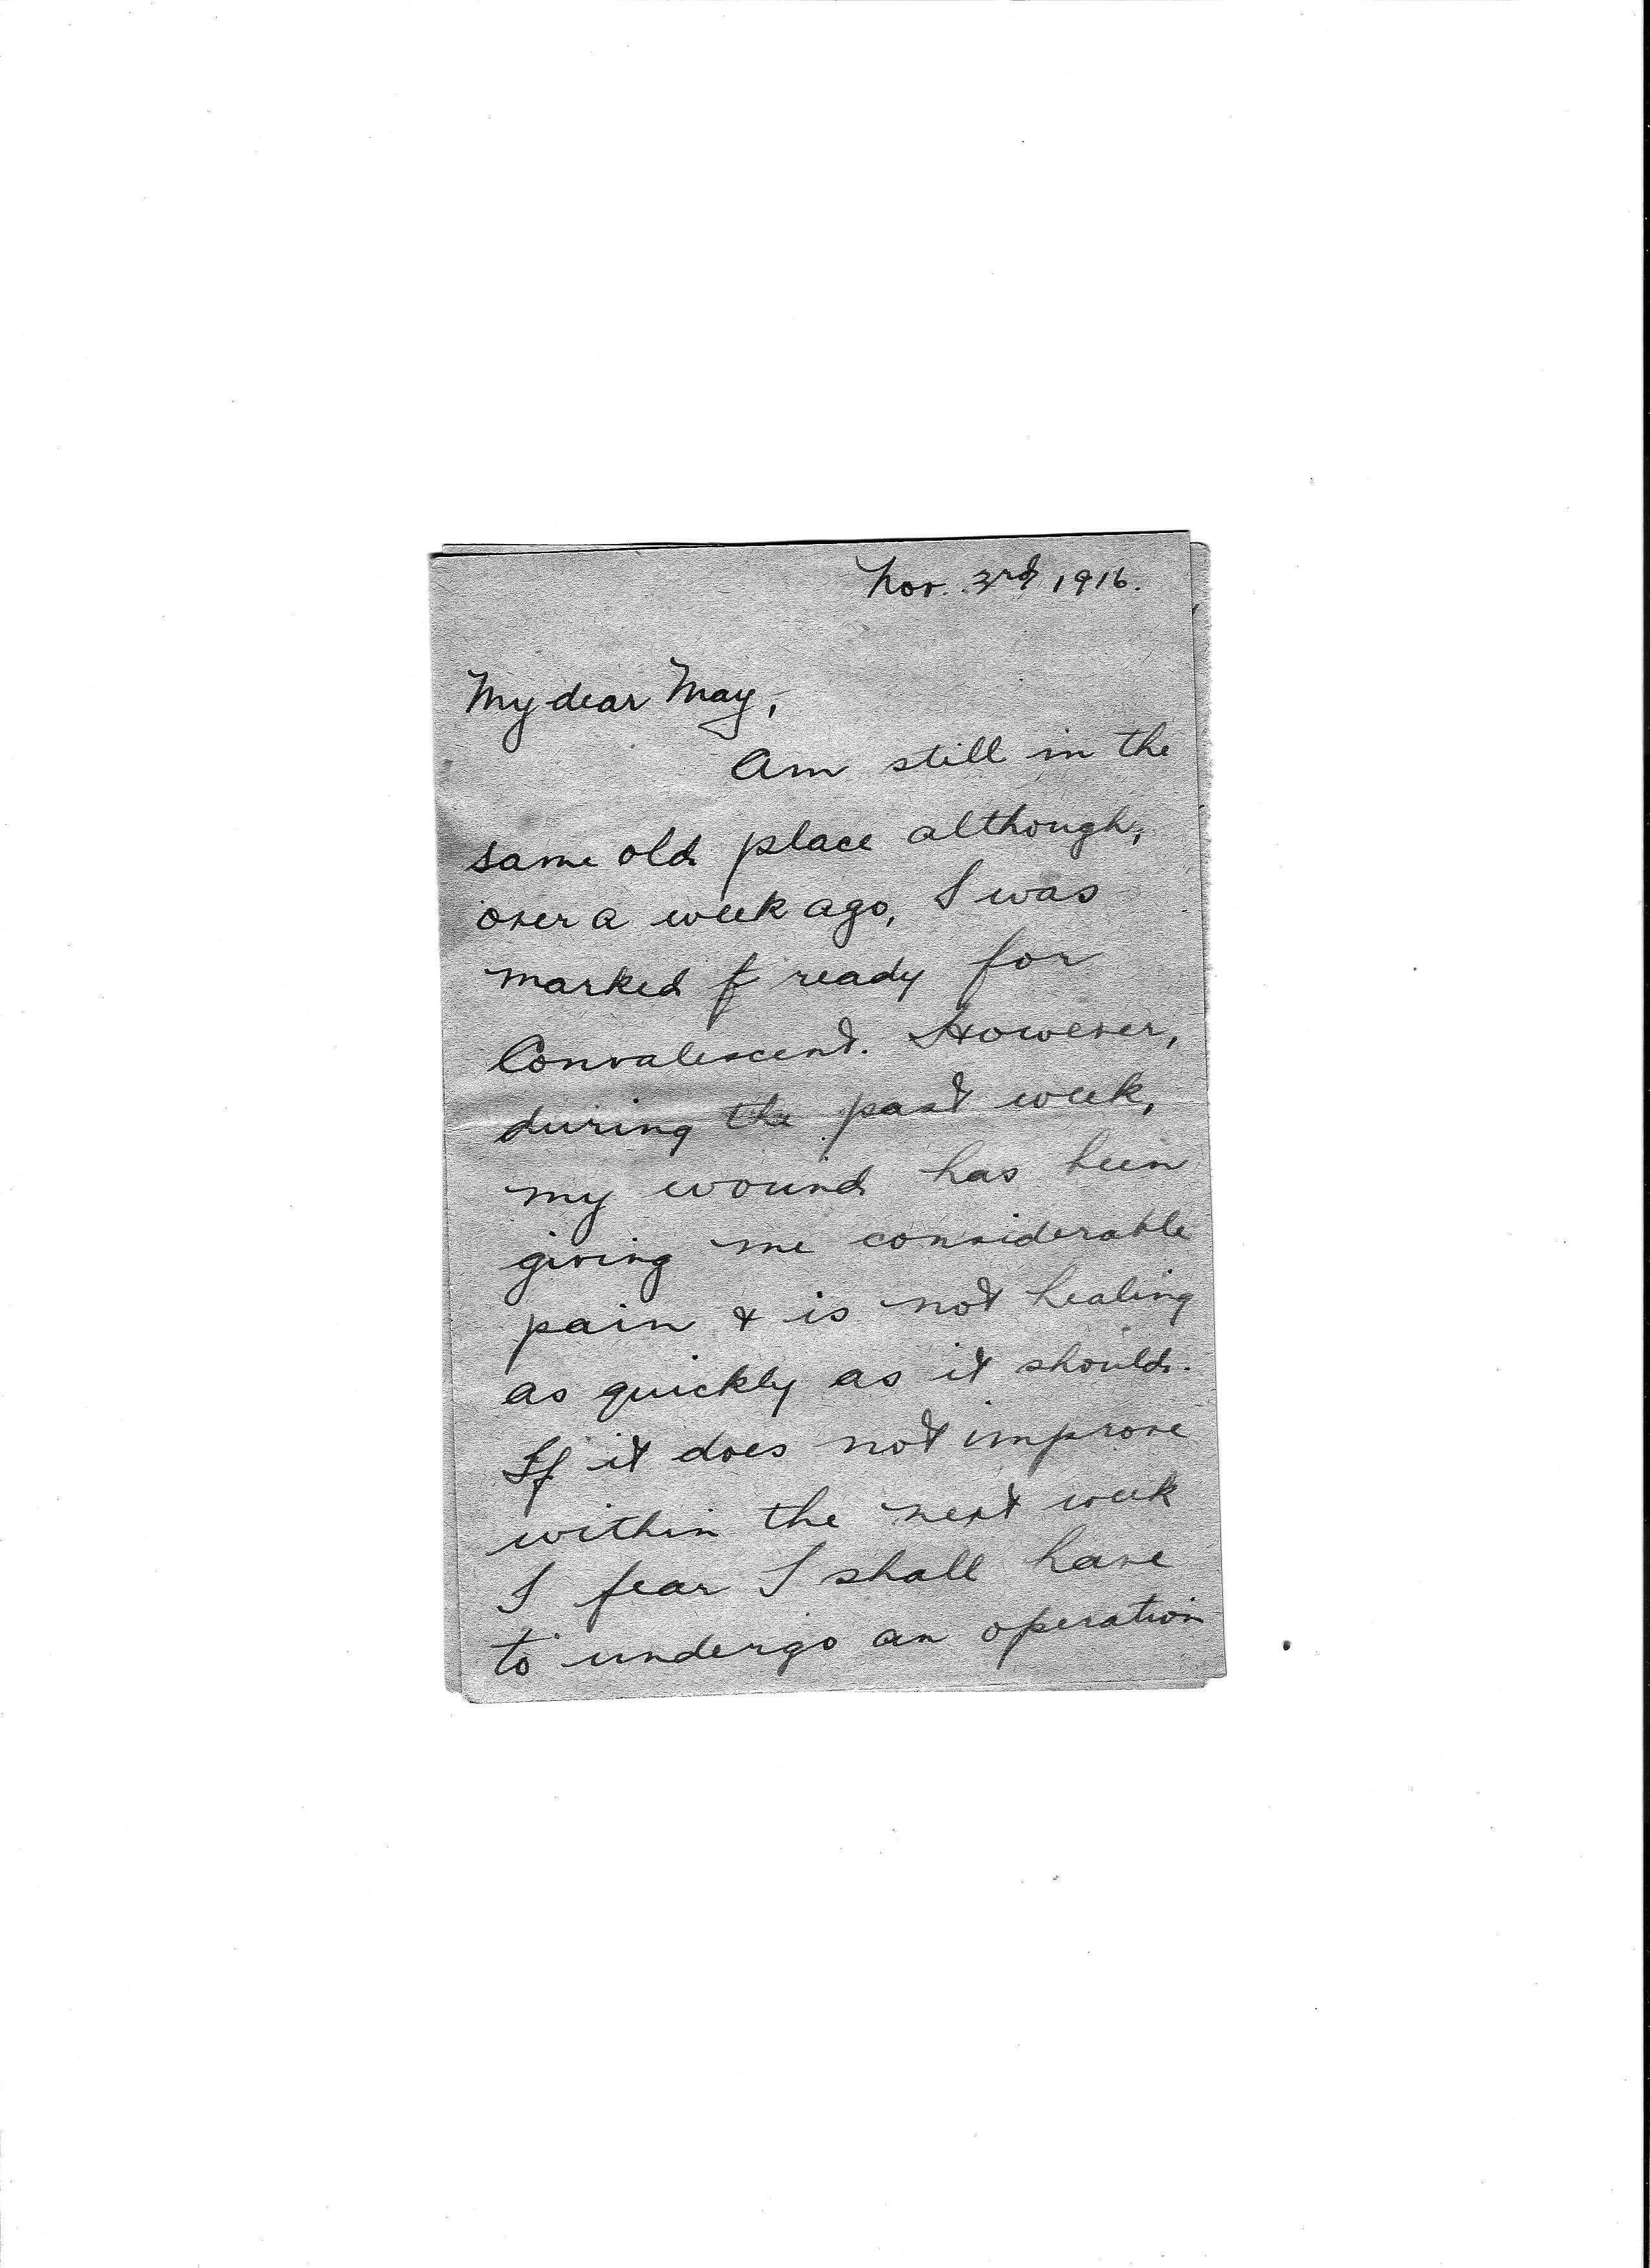 Nov. 3rd 1916.
My dear May,
Am still in the
same old place although,
over a week ago, I was
marked f ready for
Convalescent. However,
during the past week,
my wound has been
giving me considerable
pain & is not healing
as quickly as it should.
If it does not improve
within the next week
I fear I shall have
to undergo an operation